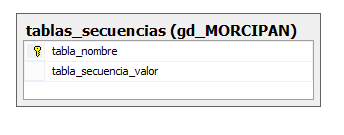 tablas_secuencias (gd_MORCIPAN)
tabla_nombre
tabla_secuencia_valor